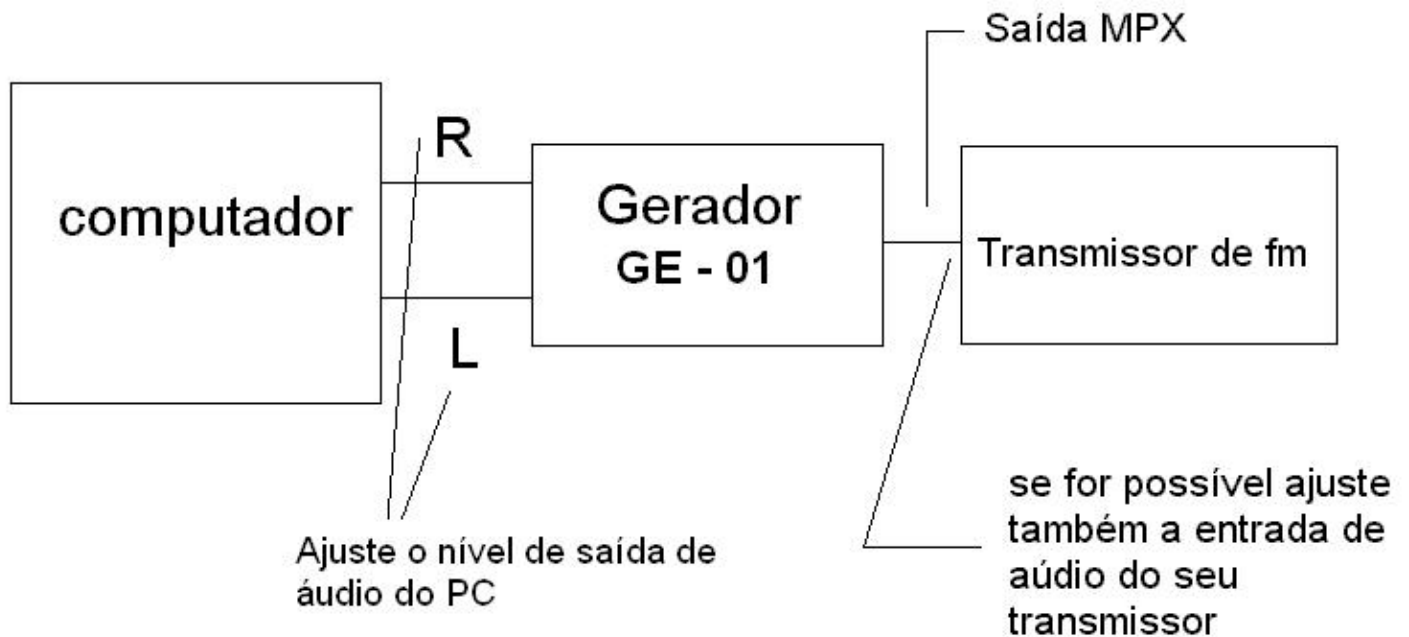 Saída MPX
R
computador
Gerador
GE - 01
Transmissor de fm
L
Ajuste o nível de saída de
áudio do PC
se for possível ajuste
também a entrada de
aúdio do seu
transmissor